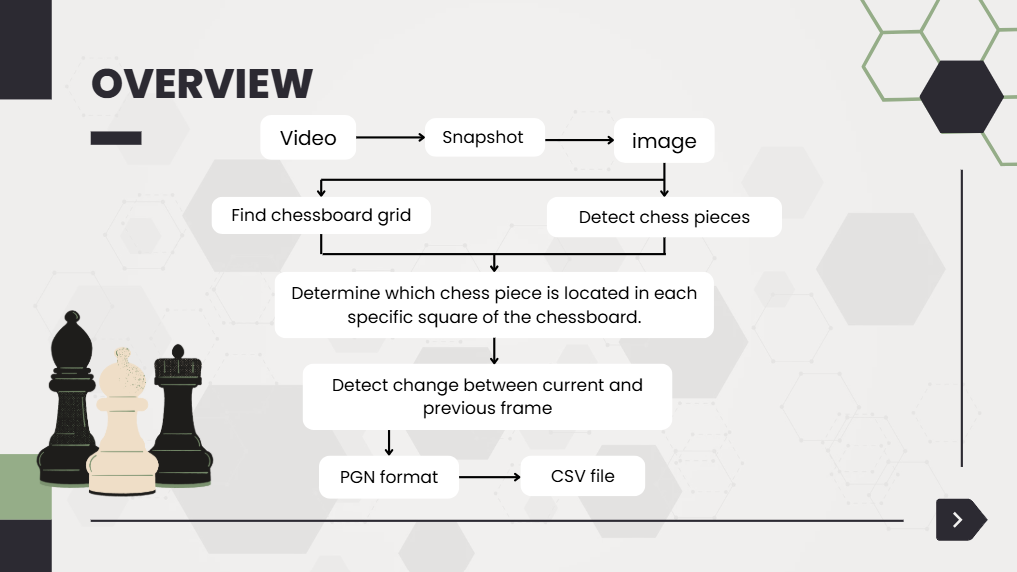 OVERVIEW
Video
Snapshot
image
Find chessboard grid
Detect chess pieces
Determine which chess piece is located in each
specific square of the chessboard.
Detect change between current and
previous frame
PGN format
CSV file